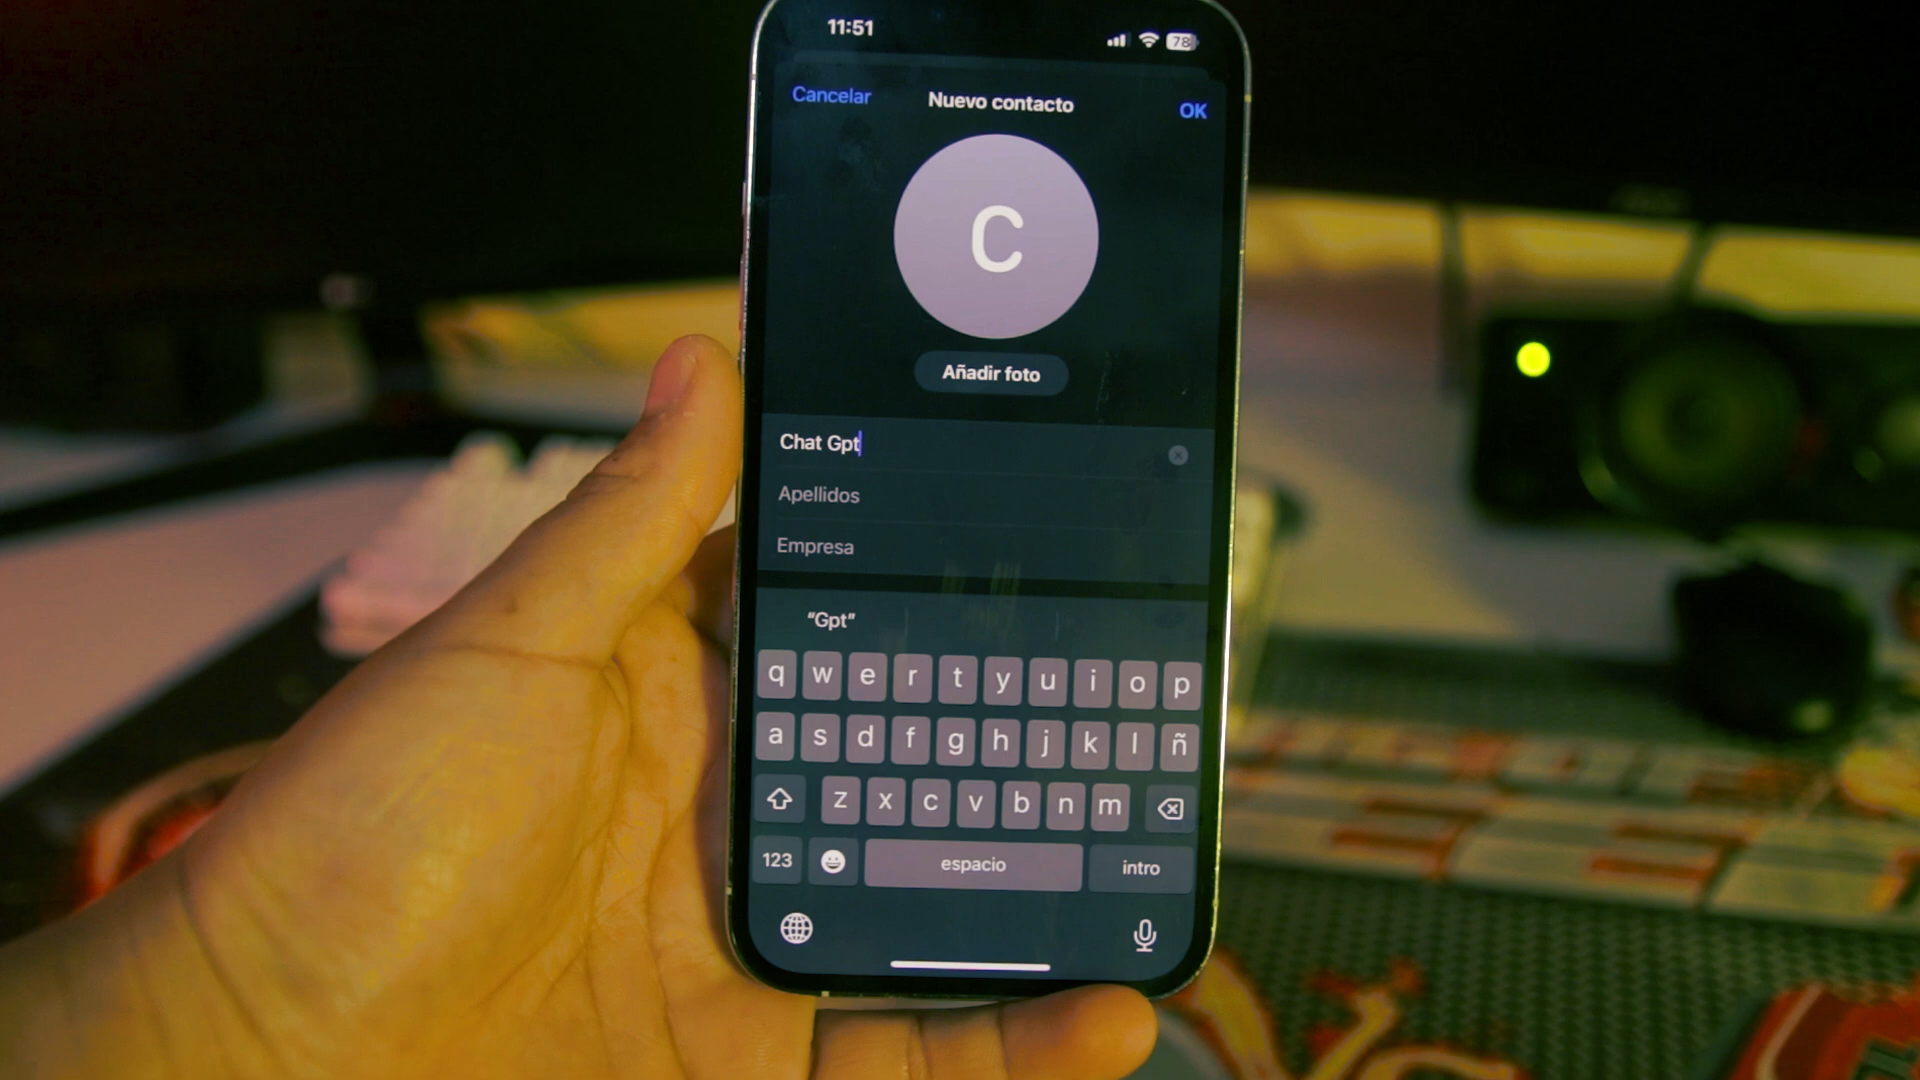 11:51
78
Cancelar
Nuevo contacto
OK
C
Añadir foto
Chat Gpt
Apellidos
Empresa
“Gpt”
q w e r t y u i o p
a s d f g h j k l ñ
z x c v b n m
123
espacio
intro